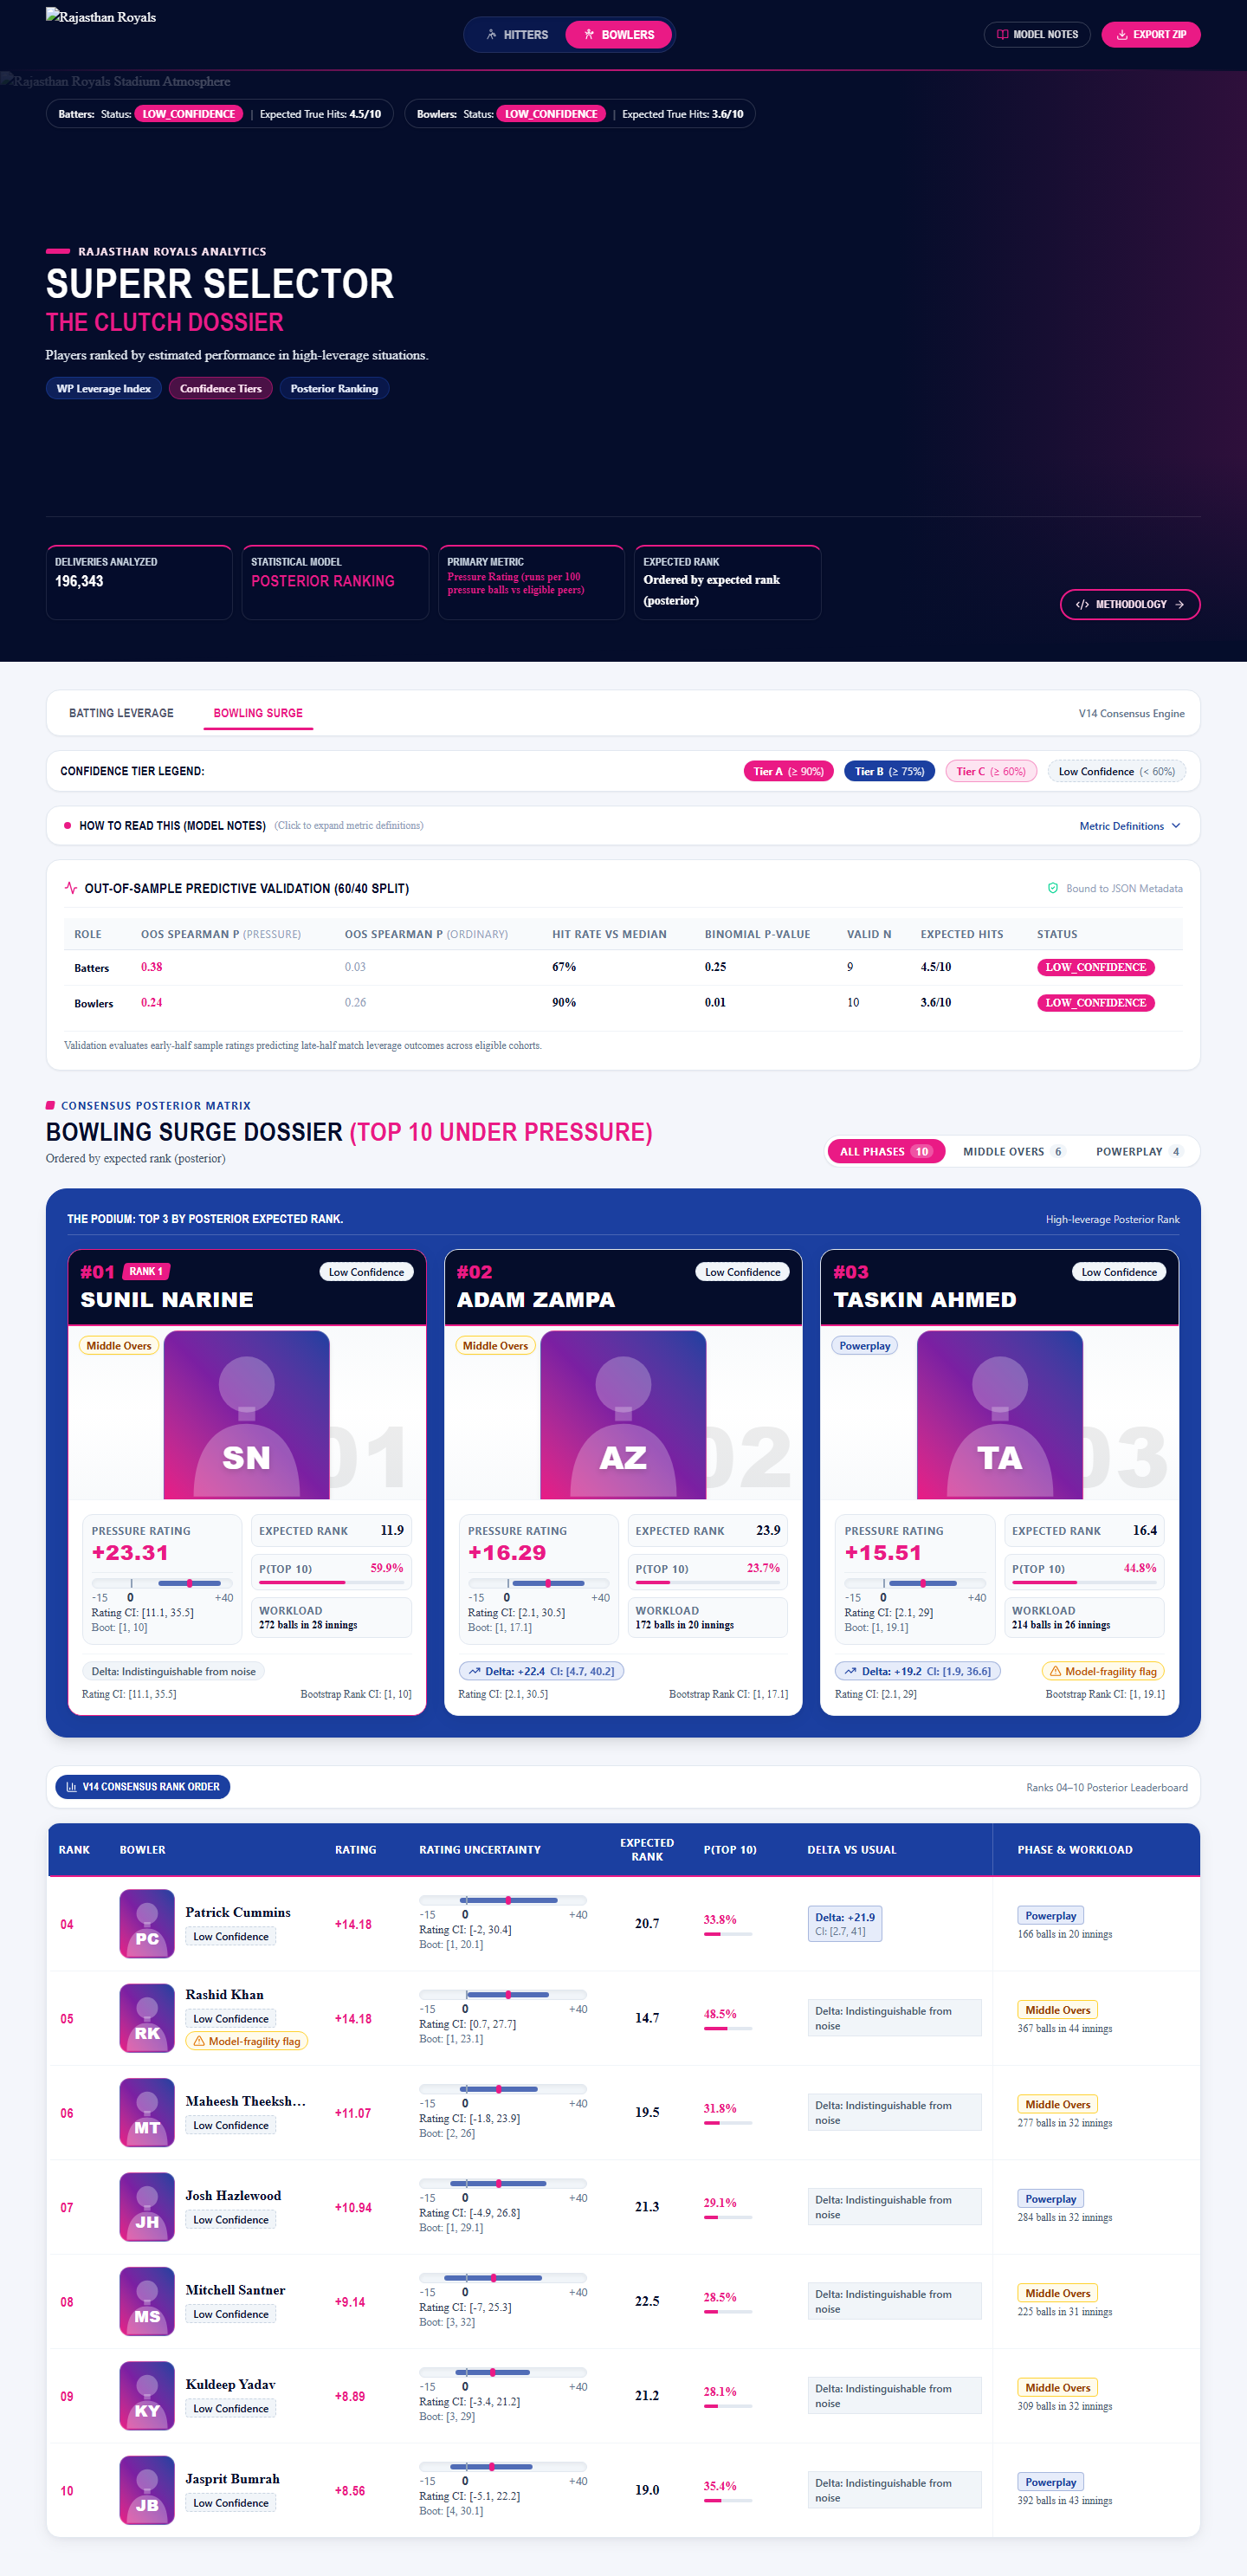 Rajasthan Royals
HITTERS
BOWLERS
MODEL NOTES
EXPORT ZIP
Rajasthan Royals Stadium Atmosphere
Batters: Status: LOW_CONFIDENCE | Expected True Hits: 4.5/10
Bowlers: Status: LOW_CONFIDENCE | Expected True Hits: 3.6/10
RAJASTHAN ROYALS ANALYTICS
SUPERR SELECTOR
THE CLUTCH DOSSIER
Players ranked by estimated performance in high-leverage situations.
WP Leverage Index
Confidence Tiers
Posterior Ranking
DELIVERIES ANALYZED
196,343
STATISTICAL MODEL
POSTERIOR RANKING
PRIMARY METRIC
Pressure Rating (runs per 100
pressure balls vs eligible peers)
EXPECTED RANK
Ordered by expected rank
(posterior)
METHODOLOGY
BATTING LEVERAGE
BOWLING SURGE
V14 Consensus Engine
CONFIDENCE TIER LEGEND:
Tier A (≥ 90%)
Tier B (≥ 75%)
Tier C (≥ 60%)
Low Confidence (< 60%)
HOW TO READ THIS (MODEL NOTES) (Click to expand metric definitions)
Metric Definitions
OUT-OF-SAMPLE PREDICTIVE VALIDATION (60/40 SPLIT)
Bound to JSON Metadata
ROLE OOS SPEARMAN Ρ (PRESSURE) OOS SPEARMAN Ρ (ORDINARY) HIT RATE VS MEDIAN BINOMIAL P-VALUE VALID N EXPECTED HITS STATUS
Batters 0.38 0.03 67% 0.25 9 4.5/10 LOW_CONFIDENCE
Bowlers 0.24 0.26 90% 0.01 10 3.6/10 LOW_CONFIDENCE
Validation evaluates early-half sample ratings predicting late-half match leverage outcomes across eligible cohorts.
CONSENSUS POSTERIOR MATRIX
BOWLING SURGE DOSSIER (TOP 10 UNDER PRESSURE)
Ordered by expected rank (posterior)
ALL PHASES 10
MIDDLE OVERS 6
POWERPLAY 4
THE PODIUM: TOP 3 BY POSTERIOR EXPECTED RANK.
High-leverage Posterior Rank
#01 RANK 1
Low Confidence
SUNIL NARINE
Middle Overs
SN
01
PRESSURE RATING
+23.31
-15 0 +40
Rating CI: [11.1, 35.5]
Boot: [1, 10]
EXPECTED RANK 11.9
P(TOP 10) 59.9%
WORKLOAD
272 balls in 28 innings
Delta: Indistinguishable from noise
Rating CI: [11.1, 35.5]
Bootstrap Rank CI: [1, 10]
#02
Low Confidence
ADAM ZAMPA
Middle Overs
AZ
02
PRESSURE RATING
+16.29
-15 0 +40
Rating CI: [2.1, 30.5]
Boot: [1, 17.1]
EXPECTED RANK 23.9
P(TOP 10) 23.7%
WORKLOAD
172 balls in 20 innings
Delta: +22.4 CI: [4.7, 40.2]
Rating CI: [2.1, 30.5]
Bootstrap Rank CI: [1, 17.1]
#03
Low Confidence
TASKIN AHMED
Powerplay
TA
03
PRESSURE RATING
+15.51
-15 0 +40
Rating CI: [2.1, 29]
Boot: [1, 19.1]
EXPECTED RANK 16.4
P(TOP 10) 44.8%
WORKLOAD
214 balls in 26 innings
Delta: +19.2 CI: [1.9, 36.6]
Model-fragility flag
Rating CI: [2.1, 29]
Bootstrap Rank CI: [1, 19.1]
V14 CONSENSUS RANK ORDER
Ranks 04–10 Posterior Leaderboard
RANK BOWLER RATING RATING UNCERTAINTY EXPECTED RANK P(TOP 10) DELTA VS USUAL PHASE & WORKLOAD
04
PC
Patrick Cummins
Low Confidence
+14.18
-15 0 +40
Rating CI: [-2, 30.4]
Boot: [1, 20.1]
20.7
33.8%
Delta: +21.9
CI: [2.7, 41]
Powerplay
166 balls in 20 innings
05
RK
Rashid Khan
Low Confidence
Model-fragility flag
+14.18
-15 0 +40
Rating CI: [0.7, 27.7]
Boot: [1, 23.1]
14.7
48.5%
Delta: Indistinguishable from
noise
Middle Overs
367 balls in 44 innings
06
MT
Maheesh Theeksh...
Low Confidence
+11.07
-15 0 +40
Rating CI: [-1.8, 23.9]
Boot: [2, 26]
19.5
31.8%
Delta: Indistinguishable from
noise
Middle Overs
277 balls in 32 innings
07
JH
Josh Hazlewood
Low Confidence
+10.94
-15 0 +40
Rating CI: [-4.9, 26.8]
Boot: [1, 29.1]
21.3
29.1%
Delta: Indistinguishable from
noise
Powerplay
284 balls in 32 innings
08
MS
Mitchell Santner
Low Confidence
+9.14
-15 0 +40
Rating CI: [-7, 25.3]
Boot: [3, 32]
22.5
28.5%
Delta: Indistinguishable from
noise
Middle Overs
225 balls in 31 innings
09
KY
Kuldeep Yadav
Low Confidence
+8.89
-15 0 +40
Rating CI: [-3.4, 21.2]
Boot: [3, 29]
21.2
28.1%
Delta: Indistinguishable from
noise
Middle Overs
309 balls in 32 innings
10
JB
Jasprit Bumrah
Low Confidence
+8.56
-15 0 +40
Rating CI: [-5.1, 22.2]
Boot: [4, 30.1]
19.0
35.4%
Delta: Indistinguishable from
noise
Powerplay
392 balls in 43 innings